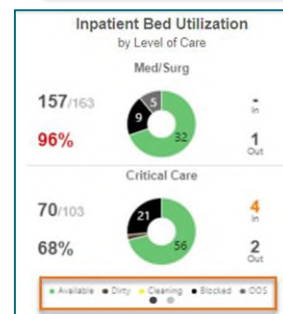 Inpatient Bed Utilization
by Level of Care
Med/Surg
157/163
96%
5
9
32
-
In
1
Out
Critical Care
70/103
68%
21
56
4
In
2
Out
Available Dirty Cleaning Blocked OOS